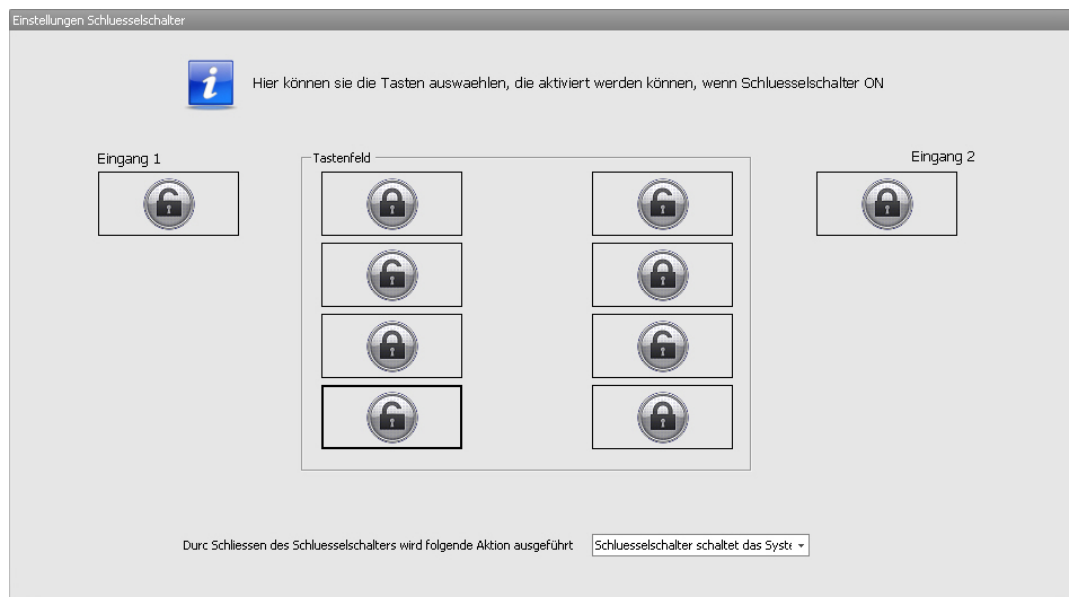 Einstellungen Schluesselschalter
Hier können sie die Tasten auswaehlen, die aktiviert werden können, wenn Schluesselschalter ON
Eingang 1
Tastenfeld
Eingang 2
Durc Schliessen des Schluesselschalters wird folgende Aktion ausgeführt
Schluesselschalter schaltet das Syste